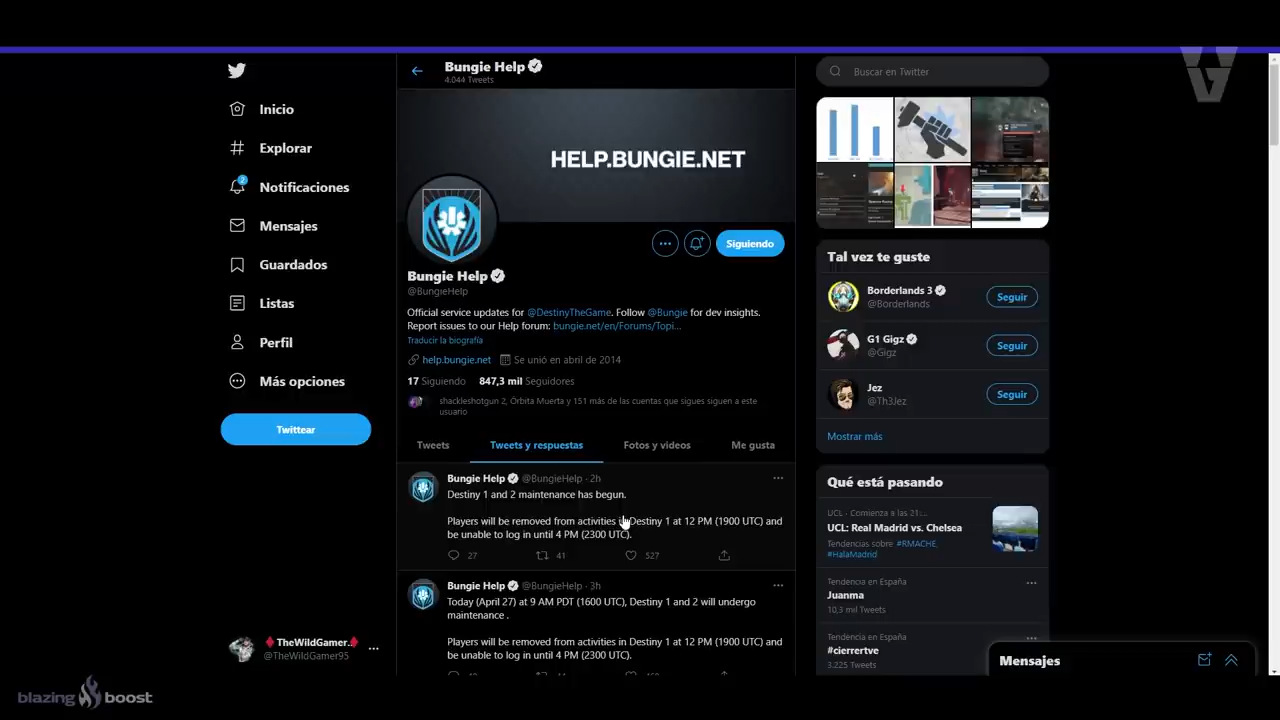 Bungie Help
4.044 Tweets
Buscar en Twitter
Inicio
Explorar
2
Notificaciones
Mensajes
Guardados
Listas
Perfil
Más opciones
Twittear
TheWildGamer..
@TheWildGamer95
blazing boost
HELP.BUNGIE.NET
Siguiendo
Bungie Help
@BungieHelp
Official service updates for @DestinyTheGame. Follow @Bungie for dev insights.
Report issues to our Help forum: bungie.net/en/Forums/Topi...
Traducir la biografía
help.bungie.net Se unió en abril de 2014
17 Siguiendo 847,3 mil Seguidores
shackleshotgun 2, Órbita Muerta y 151 más de las cuentas que sigues siguen a este
usuario
Tweets Tweets y respuestas Fotos y videos Me gusta
Bungie Help @BungieHelp · 2h
Destiny 1 and 2 maintenance has begun.
Players will be removed from activities in Destiny 1 at 12 PM (1900 UTC) and
be unable to log in until 4 PM (2300 UTC).
27 41 527
Bungie Help @BungieHelp · 3h
Today (April 27) at 9 AM PDT (1600 UTC), Destiny 1 and 2 will undergo
maintenance .
Players will be removed from activities in Destiny 1 at 12 PM (1900 UTC) and
be unable to log in until 4 PM (2300 UTC).
Tal vez te guste
Borderlands 3
@Borderlands
Seguir
G1 Gigz
@Gigz
Seguir
Jez
@Th3Jez
Seguir
Mostrar más
Qué está pasando
UCL · Comienza a las 21:...
UCL: Real Madrid vs. Chelsea
Tendencias sobre: #RMACHE,
#HalaMadrid
Tendencia en España
Juanma
10,3 mil Tweets
Tendencia en España
#cierrertve
3.225 Tweets
Mensajes